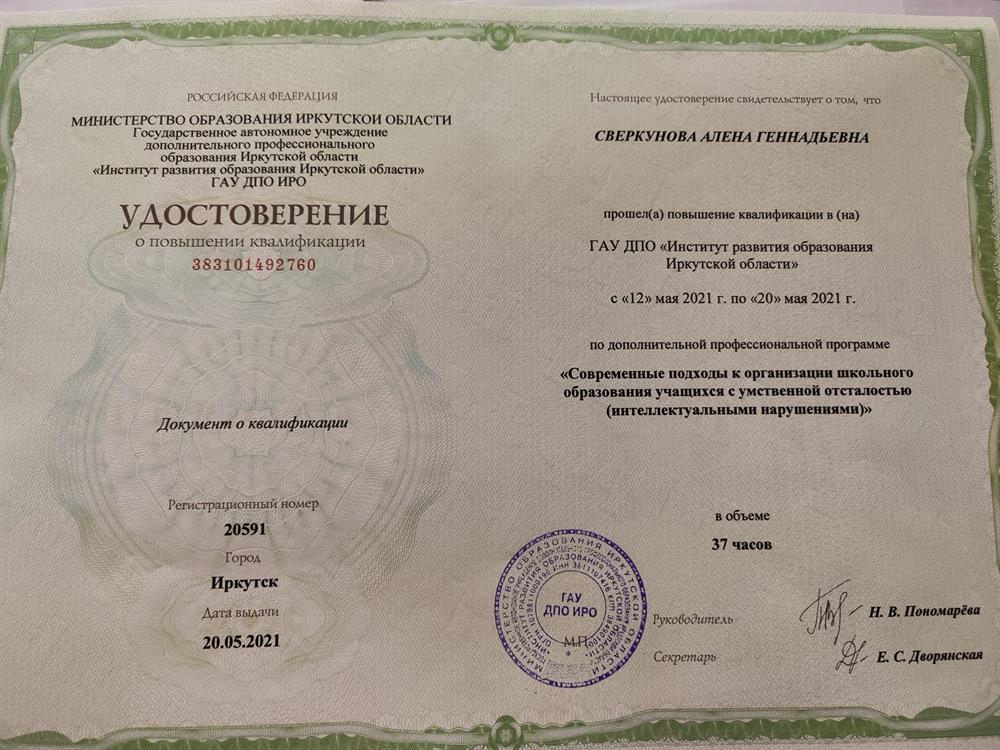 РОССИЙСКАЯ ФЕДЕРАЦИЯ
МИНИСТЕРСТВО ОБРАЗОВАНИЯ ИРКУТСКОЙ ОБЛАСТИ
Государственное автономное учреждение
дополнительного профессионального
образования Иркутской области
«Институт развития образования Иркутской области»
ГАУ ДПО ИРО
УДОСТОВЕРЕНИЕ
о повышении квалификации
383101492760
Документ о квалификации
Регистрационный номер
20591
Город
Иркутск
Дата выдачи
20.05.2021
Настоящее удостоверение свидетельствует о том, что
СВЕРКУНОВА АЛЕНА ГЕННАДЬЕВНА
прошел(а) повышение квалификации в (на)
ГАУ ДПО «Институт развития образования
Иркутской области»
с «12» мая 2021 г. по «20» мая 2021 г.
по дополнительной профессиональной программе
«Современные подходы к организации школьного
образования учащихся с умственной отсталостью
(интеллектуальными нарушениями)»
в объеме
37 часов
МИНИСТЕРСТВО ОБРАЗОВАНИЯ ИРКУТСКОЙ ОБЛАСТИ
ГАУ
ДПО ИРО
М.П.
Руководитель
Н. В. Пономарёва
Секретарь
Е. С. Дворянская